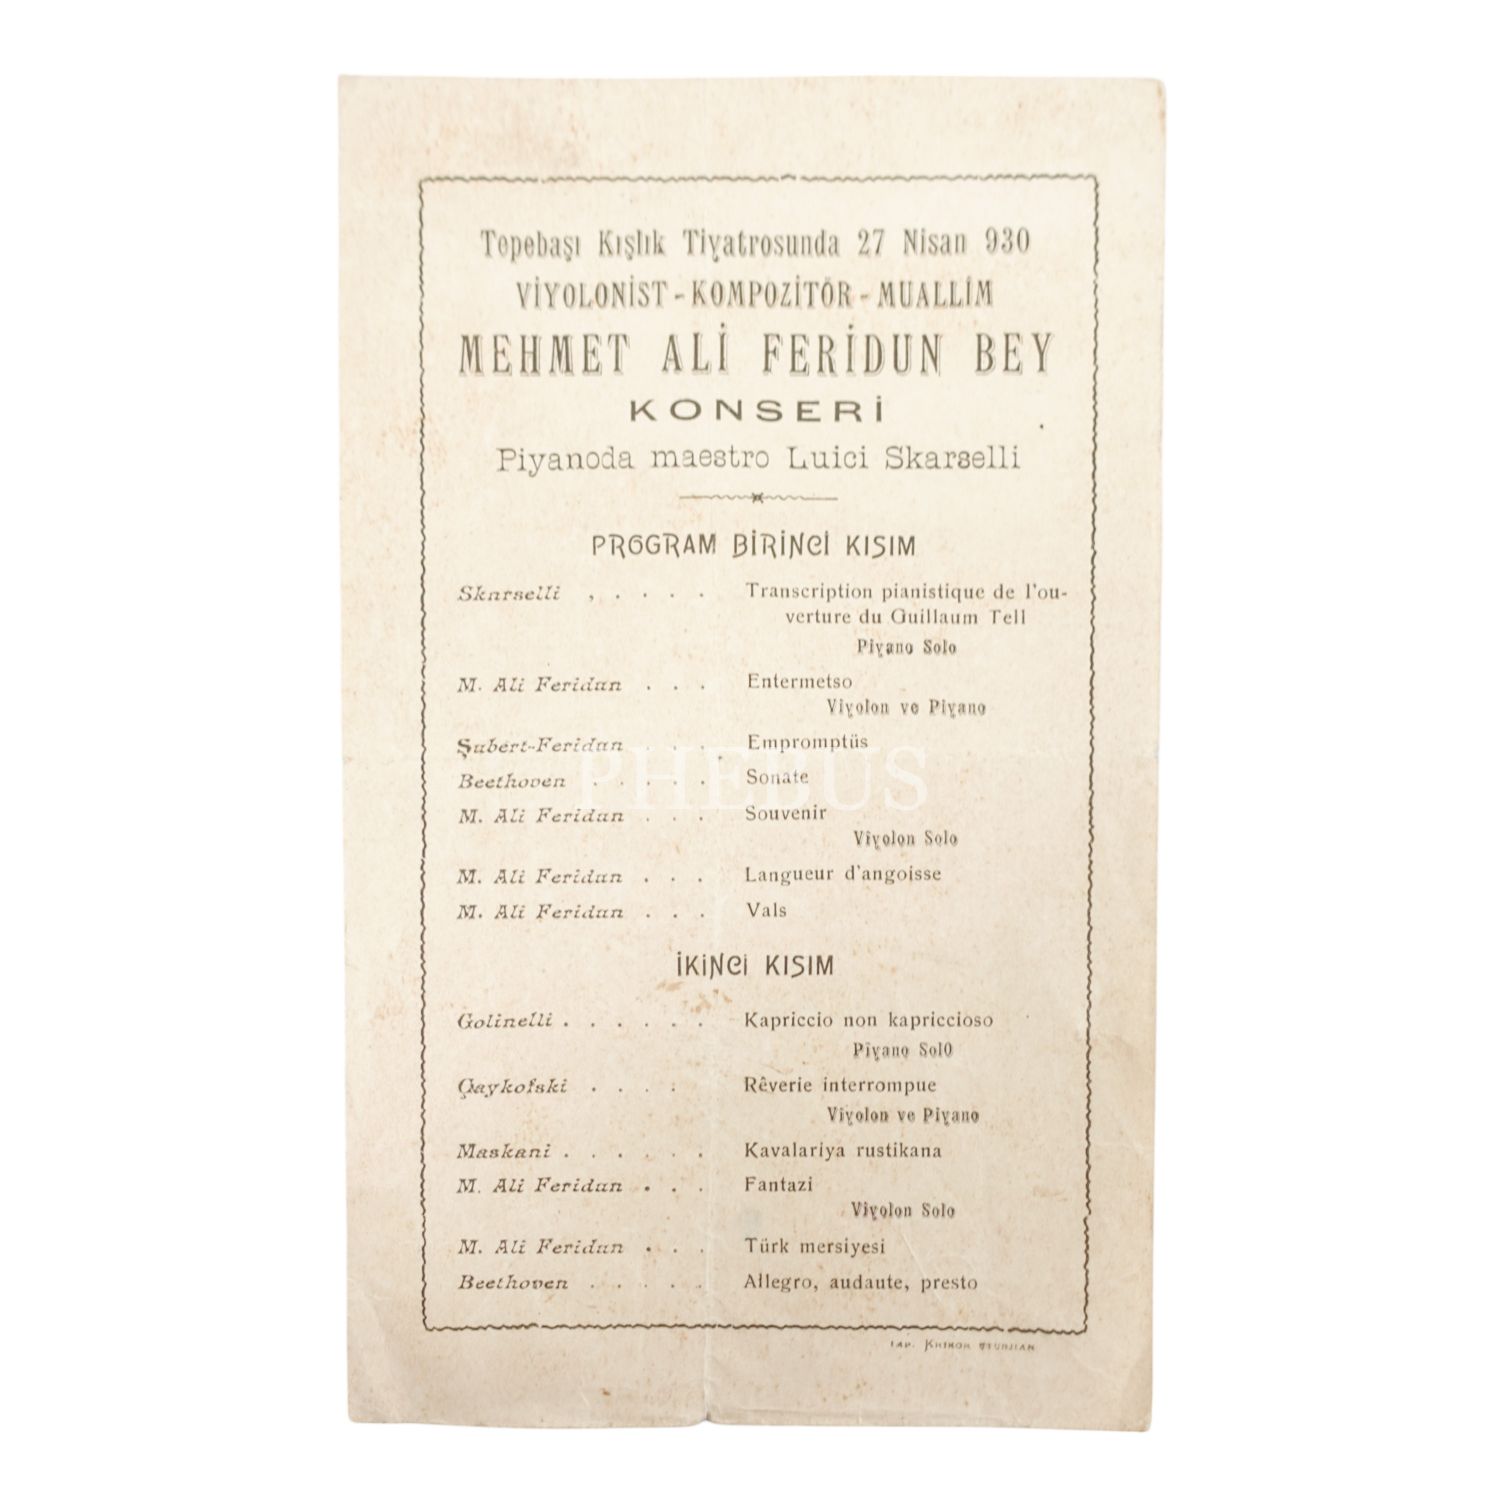 Tepebaşı Kışlık Tiyatrosunda 27 Nisan 930
VİYOLONİST - KOMPOZİTÖR - MUALLİM
MEHMET ALİ FERİDUN BEY
KONSERİ
Piyanoda maestro Luici Skarselli
PROGRAM BİRİNCİ KISIM
Skarselli , . . . . Transcription pianistique de l'ou-
verture du Guillaum Tell
Piyano Solo
M. Ali Feridun . . . Entermetso
Viyolon ve Piyano
Şubert-Feridun . . . Empromptüs
Beethoven . . . . . Sonate
M. Ali Feridun . . . Souvenir
Viyolon Solo
M. Ali Feridun . . . Langueur d'angoisse
M. Ali Feridun . . . Vals
İKİNCİ KISIM
Golinelli . . . . . . Kapriccio non kapriccioso
Piyano SolO
Çaykofski . . . . Rêverie interrompue
Viyolon ve Piyano
Maskani . . . . . . Kavalariya rustikana
M. Ali Feridun . . . Fantazi
Viyolon Solo
M. Ali Feridun . . . Türk mersiyesi
Beethoven . . . . . Allegro, audaute, presto
IMP. KHIKOR
PHEBUS